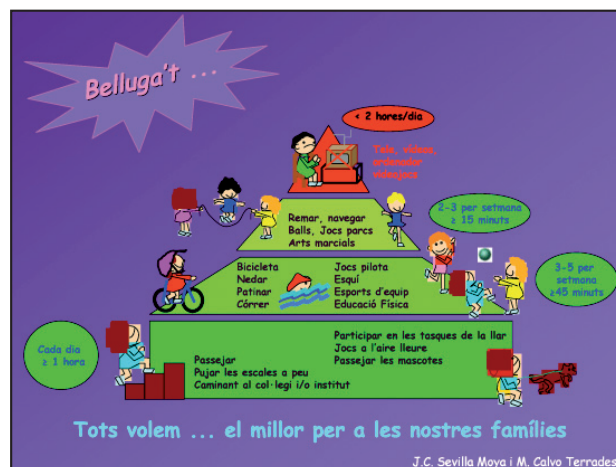 Belluga't ...
< 2 hores/dia
Tele, vídeos,
ordenador
videojocs
2-3 per setmana
≥ 15 minuts
Remar, navegar
Balls, Jocs parcs
Arts marcials
3-5 per
setmana
≥45 minuts
Bicicleta
Nedar
Patinar
Córrer
Jocs pilota
Esquí
Esports d'equip
Educació Física
Cada dia
≥ 1 hora
Participar en les tasques de la llar
Jocs a l'aire lleure
Passejar les mascotes
Passejar
Pujar les escales a peu
Caminant al col·legi i/o institut
Tots volem ... el millor per a les nostres famílies
J.C. Sevilla Moya i M. Calvo Terrades